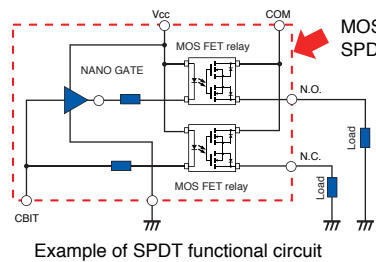 Vcc
COM
MOS
SPD
MOS FET relay
NANO GATE
N.O.
Load
N.C.
Load
MOS FET relay
CBIT
Example of SPDT functional circuit